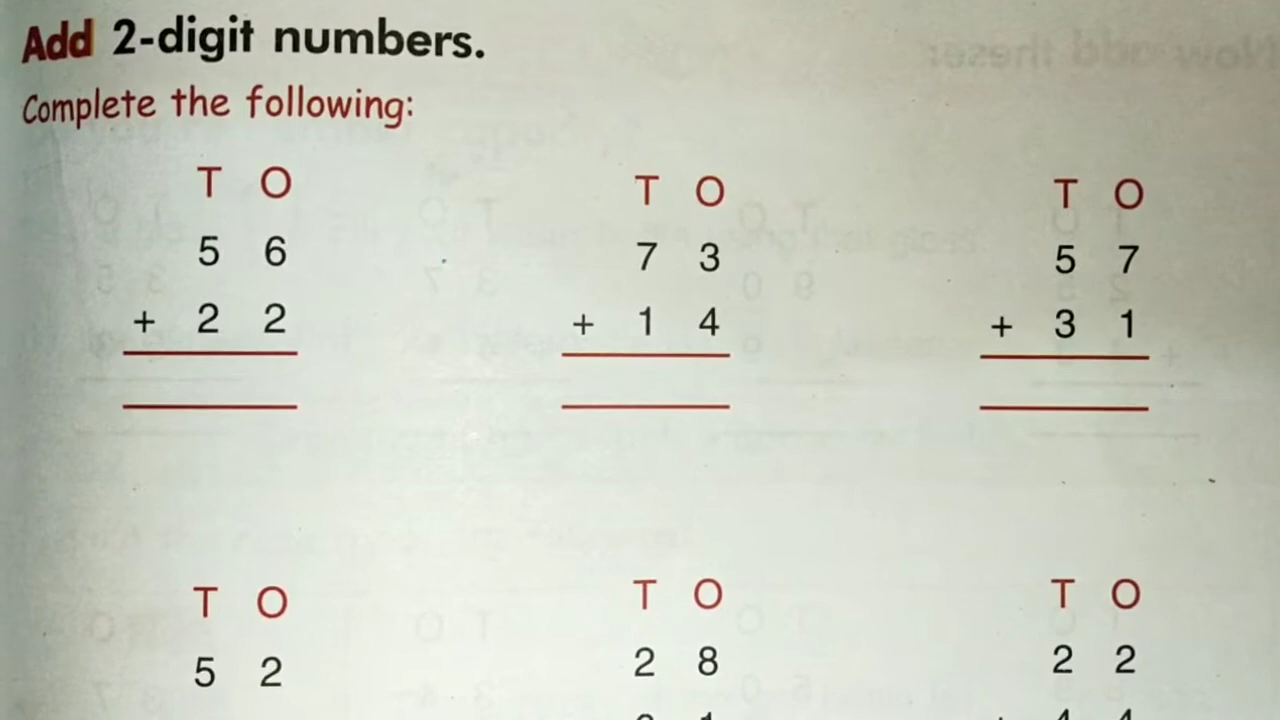 Add 2-digit numbers.
Complete the following:
T O T O T O
5 6 7 3 5 7
+ 2 2 + 1 4 + 3 1
T O T O T O
5 2 2 8 2 2